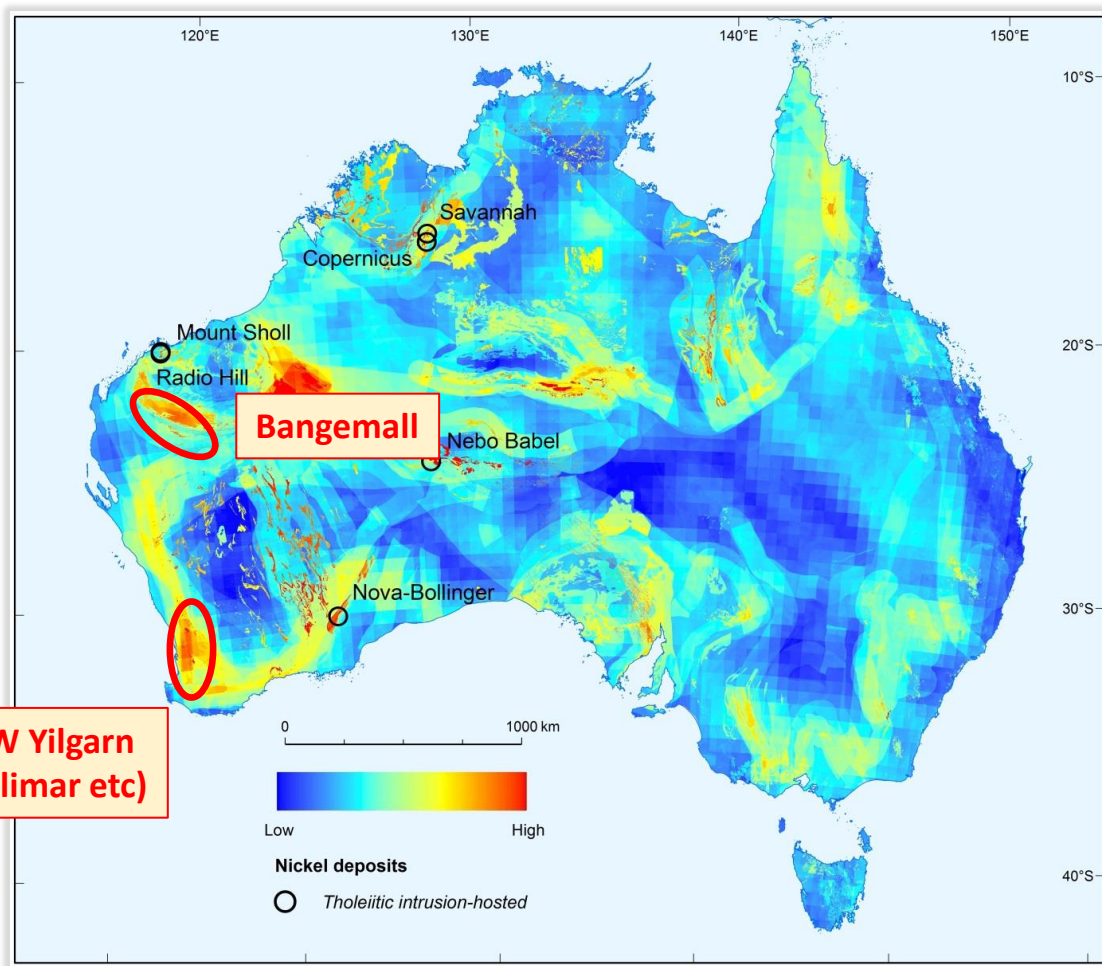 120°E
130°E
140°E
150°E
10°S
Savannah
Copernicus
Mount Sholl
20°S
Radio Hill
Bangemall
Nebo Babel
Nova-Bollinger
30°S
0
1000 km
W Yilgarn
limar etc)
Low
High
Nickel deposits
Tholeiitic intrusion-hosted
40°S